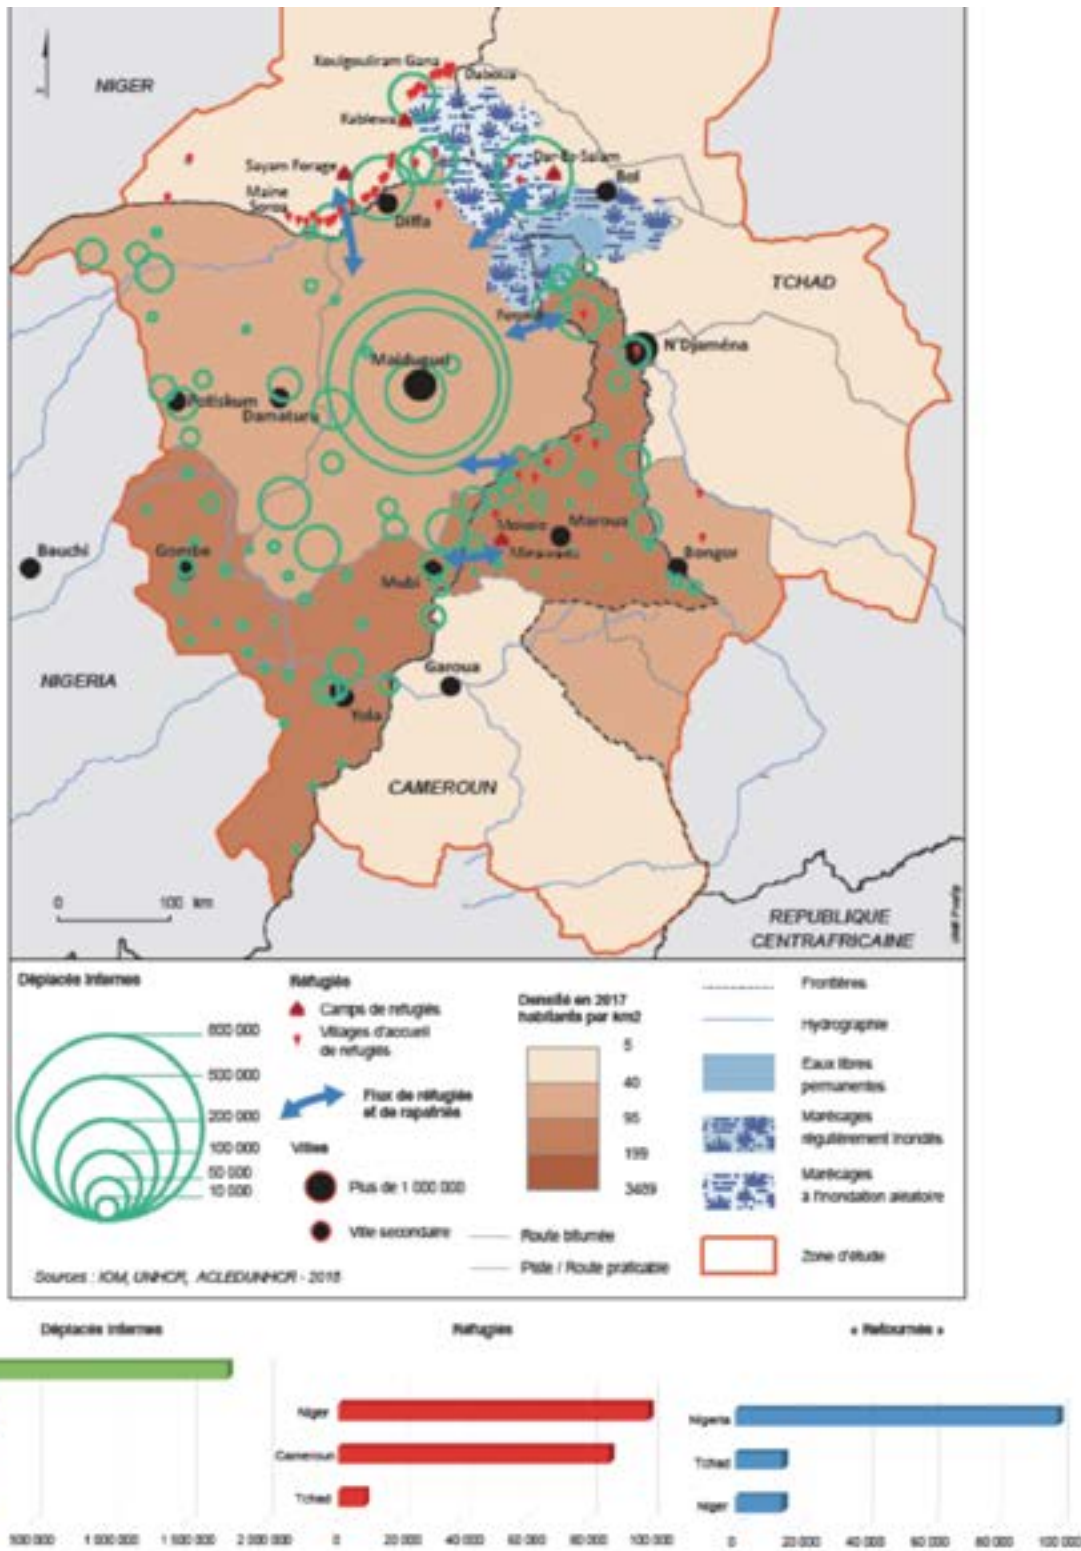 NIGER
Koulgouliram Gana
Daboua
Kablewa
Sayam Forage
Dar-Es-Salam
Bol
Maine
Soroa
Diffa
TCHAD
N'Djaména
Maiduguri
Potiskum
Damaturu
Mokolo
Maroua
Minawao
Bauchi
Gombe
Mubi
Bongor
NIGERIA
Garoua
Yola
CAMEROUN
0 100 km
REPUBLIQUE
CENTRAFRICAINE
Déplacés internes
800 000
500 000
200 000
100 000
50 000
10 000
Réfugiés
Camps de réfugiés
Villages d'accueil
de réfugiés
Flux de réfugiés
et de rapatriés
Villes
Plus de 1 000 000
Ville secondaire
Densité en 2017
habitants par km2
5
40
95
199
3489
Route bitumée
Piste / Route praticable
Frontières
Hydrographie
Eaux libres
permanentes
Marécages
régulièrement inondés
Marécages
à l'inondation aléatoire
Zone d'étude
Sources : IOM, UNHCR, ACLEDUNHCR - 2018
Déplacés internes
500 000 1 000 000 1 500 000 2 000 000
Réfugiés
Niger
Cameroun
Tchad
0 20 000 40 000 60 000 80 000 100 000
« Retournés »
Nigeria
Tchad
Niger
0 20 000 40 000 60 000 80 000 100 000